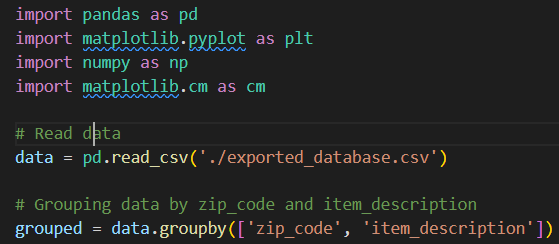 import pandas as pd
import matplotlib.pyplot as plt
import numpy as np
import matplotlib.cm as cm
# Read data
data = pd.read_csv('./exported_database.csv')
# Grouping data by zip_code and item_description
grouped = data.groupby(['zip_code', 'item_description'])